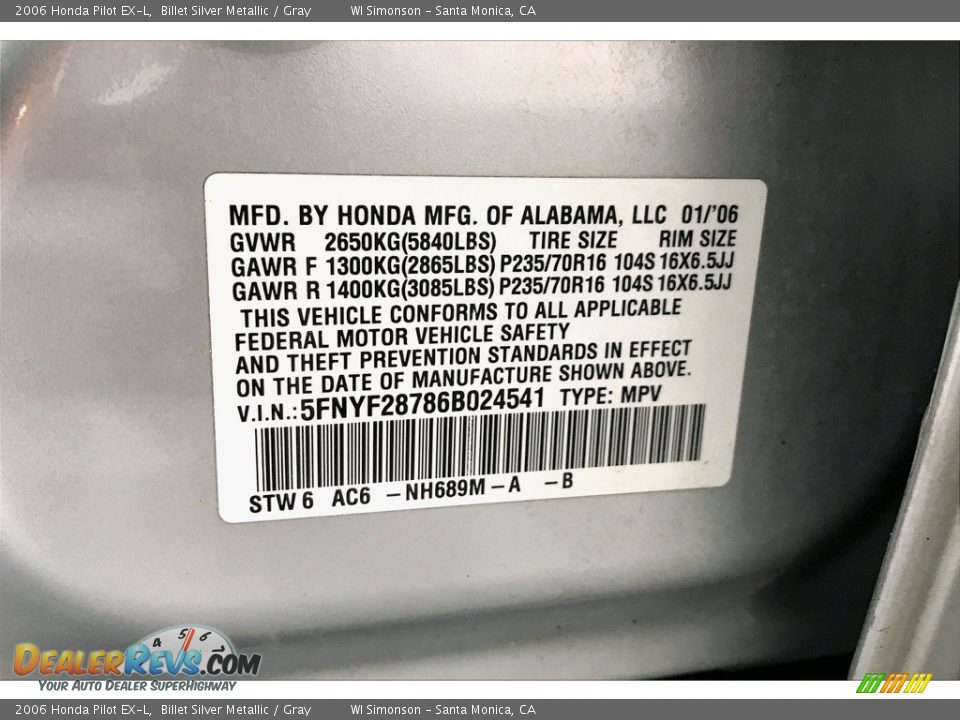 2006 Honda Pilot EX-L, Billet Silver Metallic / Gray WI Simonson - Santa Monica, CA
MFD. BY HONDA MFG. OF ALABAMA, LLC 01/'06
GVWR 2650KG(5840LBS) TIRE SIZE RIM SIZE
GAWR F 1300KG(2865LBS) P235/70R16 104S 16X6.5JJ
GAWR R 1400KG(3085LBS) P235/70R16 104S 16X6.5JJ
THIS VEHICLE CONFORMS TO ALL APPLICABLE
FEDERAL MOTOR VEHICLE SAFETY
AND THEFT PREVENTION STANDARDS IN EFFECT
ON THE DATE OF MANUFACTURE SHOWN ABOVE.
V.I.N.: 5FNYF28786B024541 TYPE: MPV
STW 6 AC6 -NH689M-A -B
4 5 6 7
DEALERREVS.COM
YOUR AUTO DEALER SUPERHIGHWAY
2006 Honda Pilot EX-L, Billet Silver Metallic / Gray WI Simonson - Santa Monica, CA